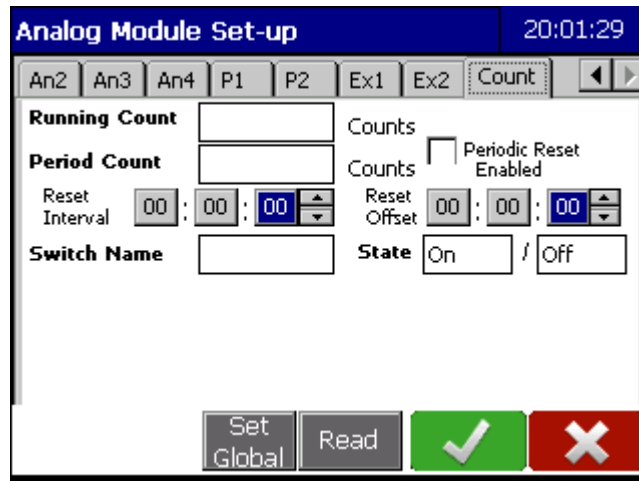 Analog Module Set-up 20:01:29
An2 An3 An4 P1 P2 Ex1 Ex2 Count
Running Count Counts
Period Count Counts Periodic Reset
Enabled
Reset
Interval 00 : 00 : 00 Reset
Offset 00 : 00 : 00
Switch Name State On / Off
Set
Global Read